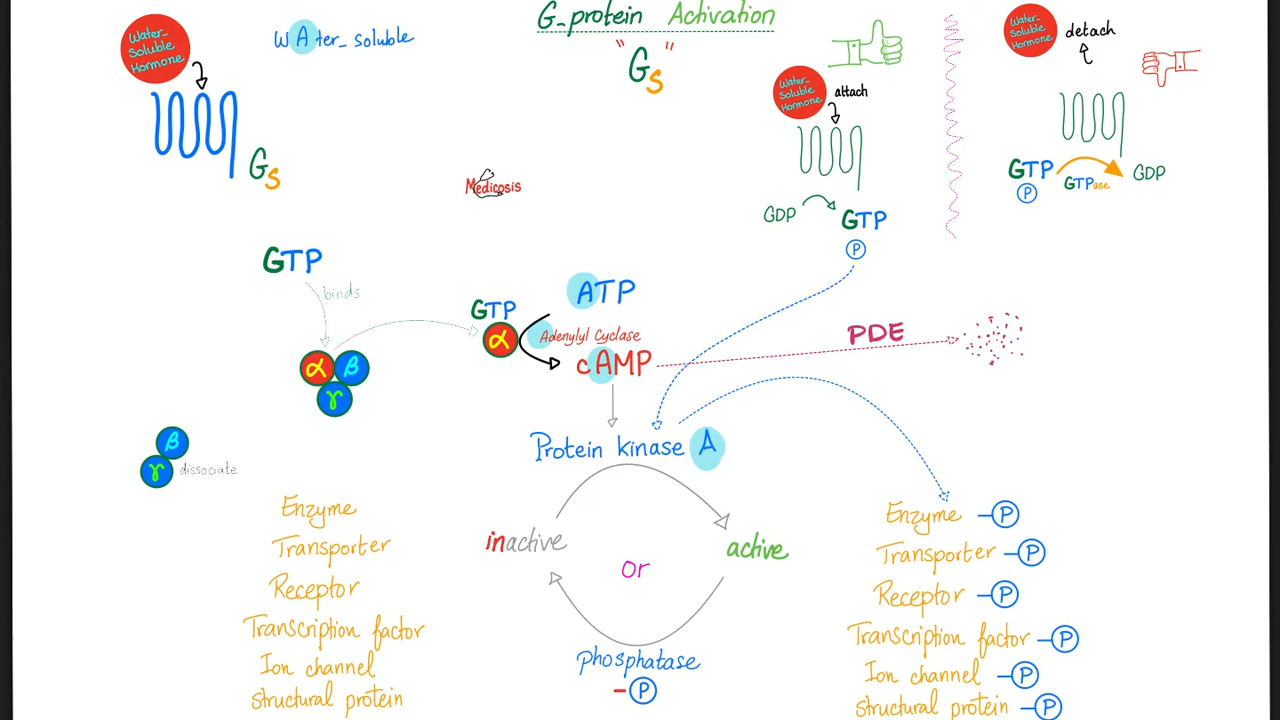 G-protein Activation
"Gs"
Water-
Soluble
Hormone
WAter-soluble
Gs
Medicosis
Water-
Soluble
Hormone
attach
GDP
GTP
P
Water-
Soluble
Hormone
detach
GTP
P
GTPase
GDP
GTP
binds
α
β
γ
β
γ
dissociate
GTP
α
ATP
Adenylyl Cyclase
cAMP
PDE
Protein kinase A
inactive
or
active
phosphatase
-P
Enzyme
Transporter
Receptor
Transcription factor
Ion channel
structural protein
Enzyme -P
Transporter -P
Receptor -P
Transcription factor -P
Ion channel -P
structural protein -P